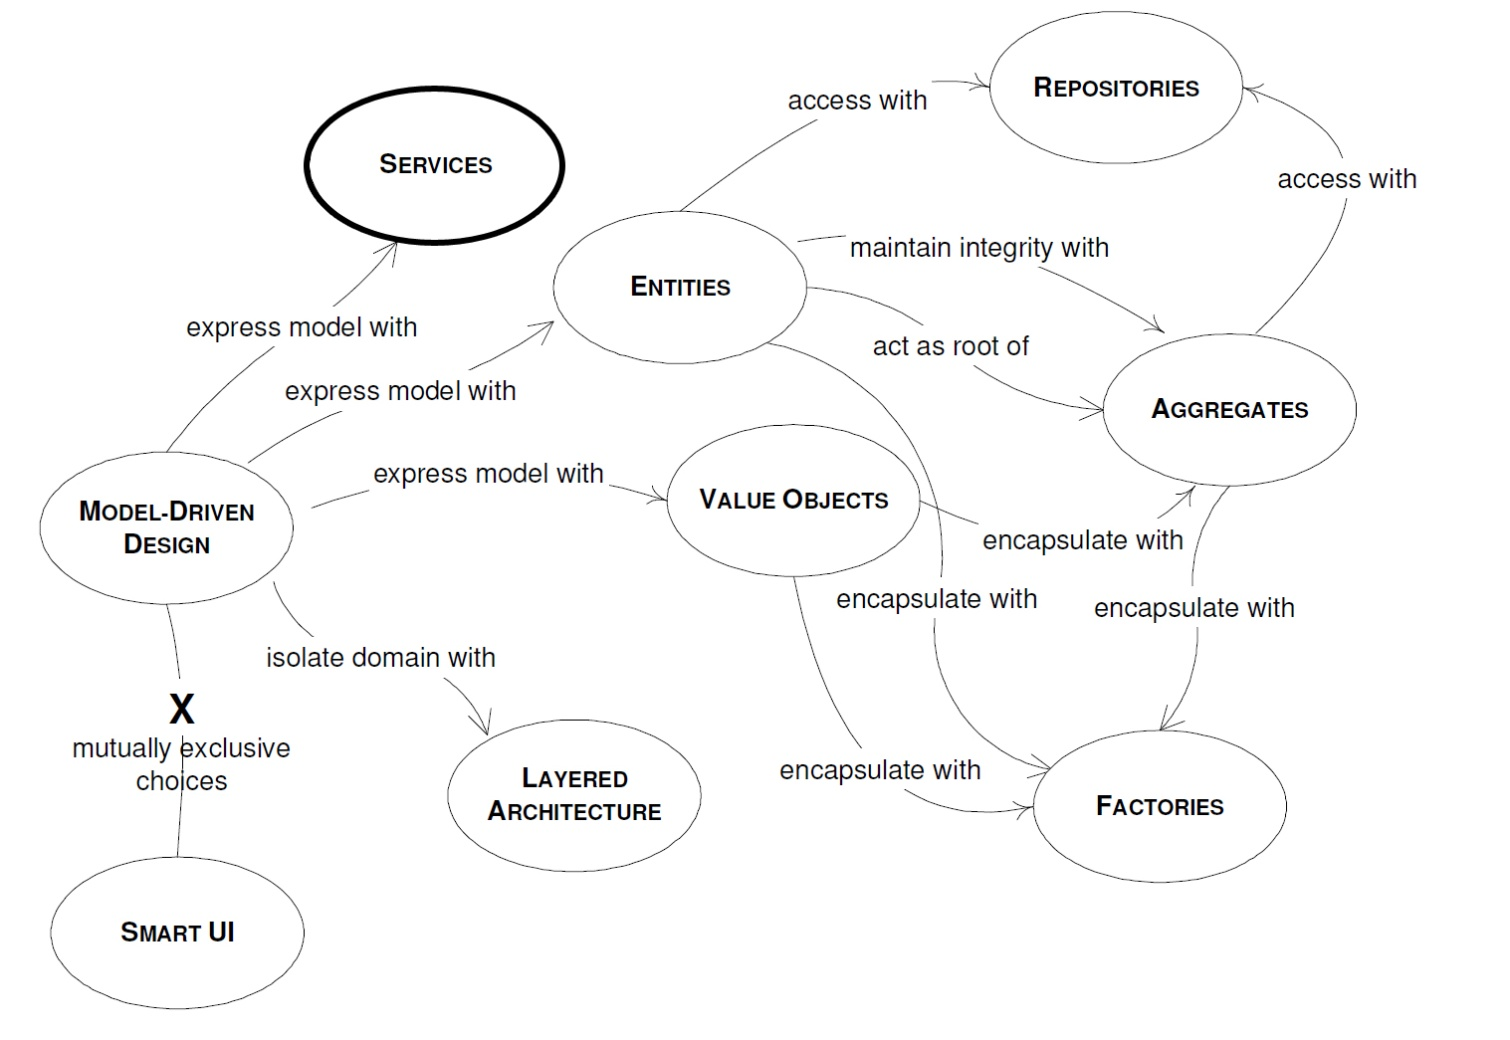 REPOSITORIES
access with
SERVICES
access with
maintain integrity with
ENTITIES
express model with
act as root of
express model with
AGGREGATES
express model with
VALUE OBJECTS
MODEL-DRIVEN
DESIGN
encapsulate with
encapsulate with
encapsulate with
isolate domain with
X
mutually exclusive
choices
encapsulate with
LAYERED
ARCHITECTURE
FACTORIES
SMART UI